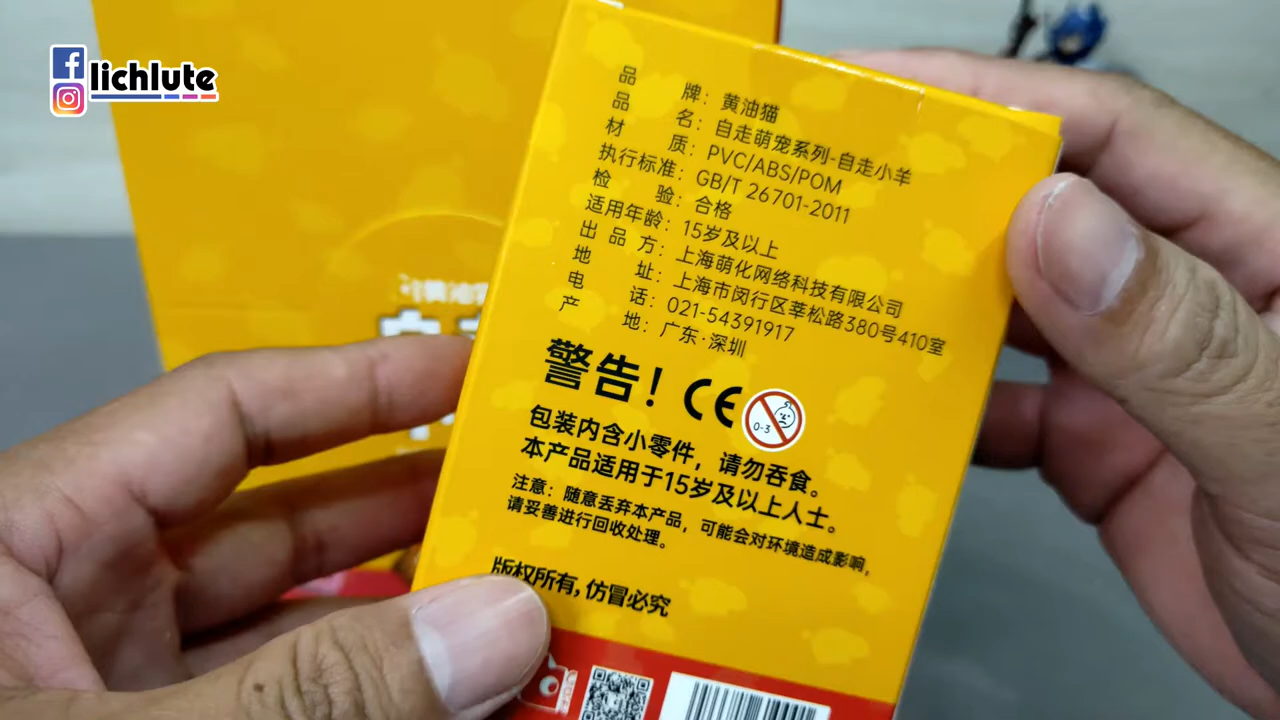 lichlute
品牌：黄油猫
品名：自走萌宠系列-自走小羊
材质：PVC/ABS/POM
执行标准：GB/T 26701-2011
检验：合格
适用年龄：15岁及以上
出品方：上海萌化网络科技有限公司
地址：上海市闵行区莘松路380号410室
电话：021-54391917
产地：广东·深圳
警告！CE
0-3
包装内含小零件，请勿吞食。
本产品适用于15岁及以上人士。
注意：随意丢弃本产品，可能会对环境造成影响，
请妥善进行回收处理。
版权所有，仿冒必究